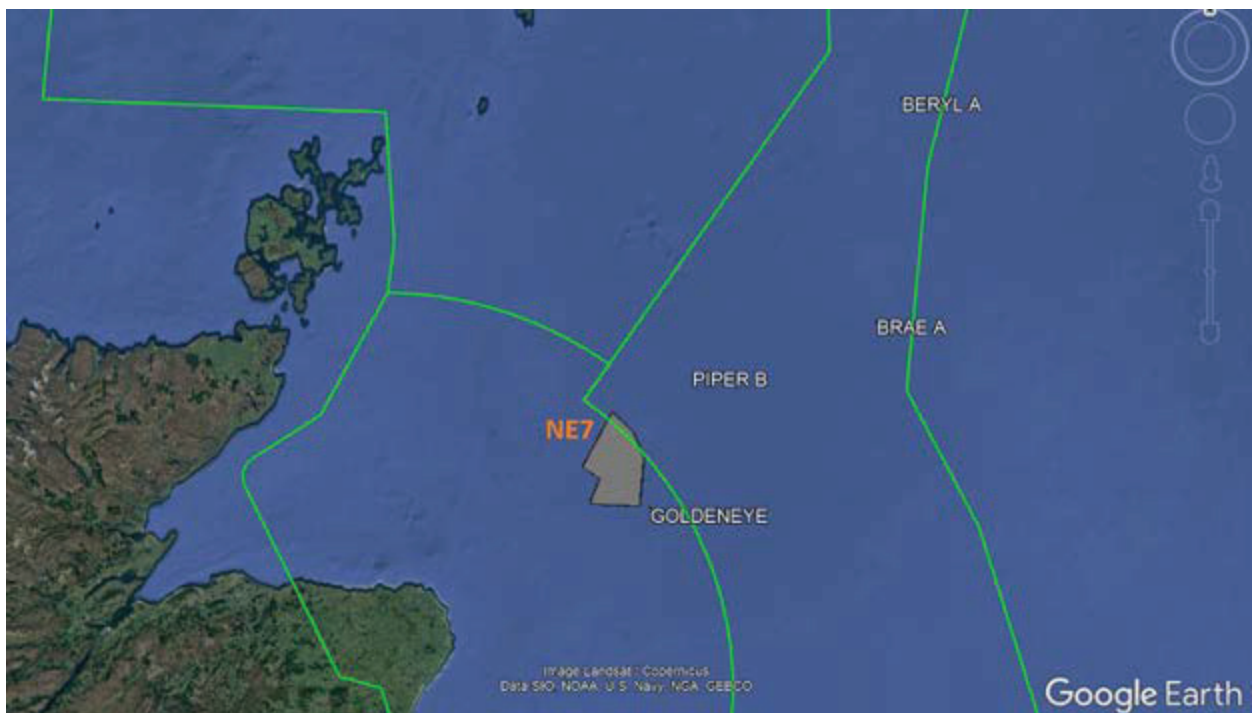 BERYL A
BRAE A
PIPER B
NE7
GOLDENEYE
Image Landsat / Copernicus
Data SIO, NOAA, U.S. Navy, NGA, GEBCO
Google Earth